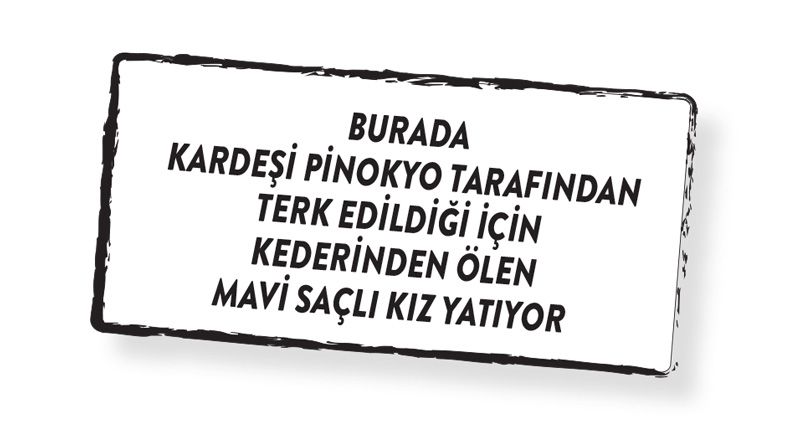 BURADA
KARDEŞİ PİNOKYO TARAFINDAN
TERK EDİLDİĞİ İÇİN
KEDERİNDEN ÖLEN
MAVİ SAÇLI KIZ YATIYOR